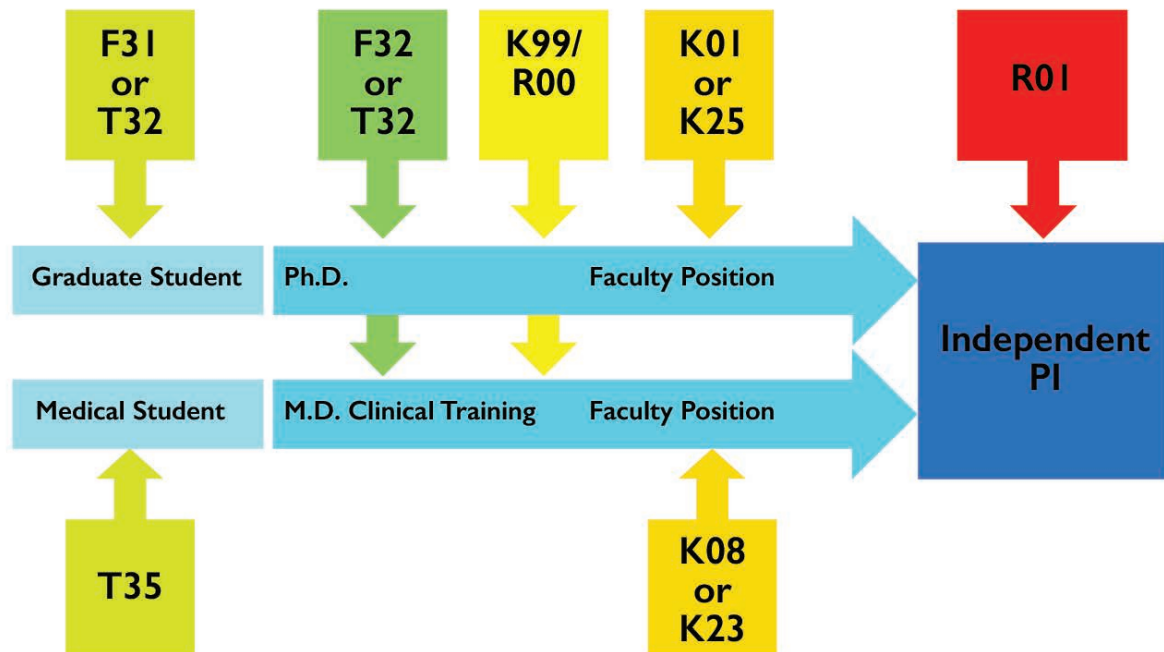 F31
or
T32
F32
or
T32
K99/
R00
K01
or
K25
R01
Graduate Student
Ph.D.
Faculty Position
Independent
PI
Medical Student
M.D. Clinical Training
Faculty Position
T35
K08
or
K23